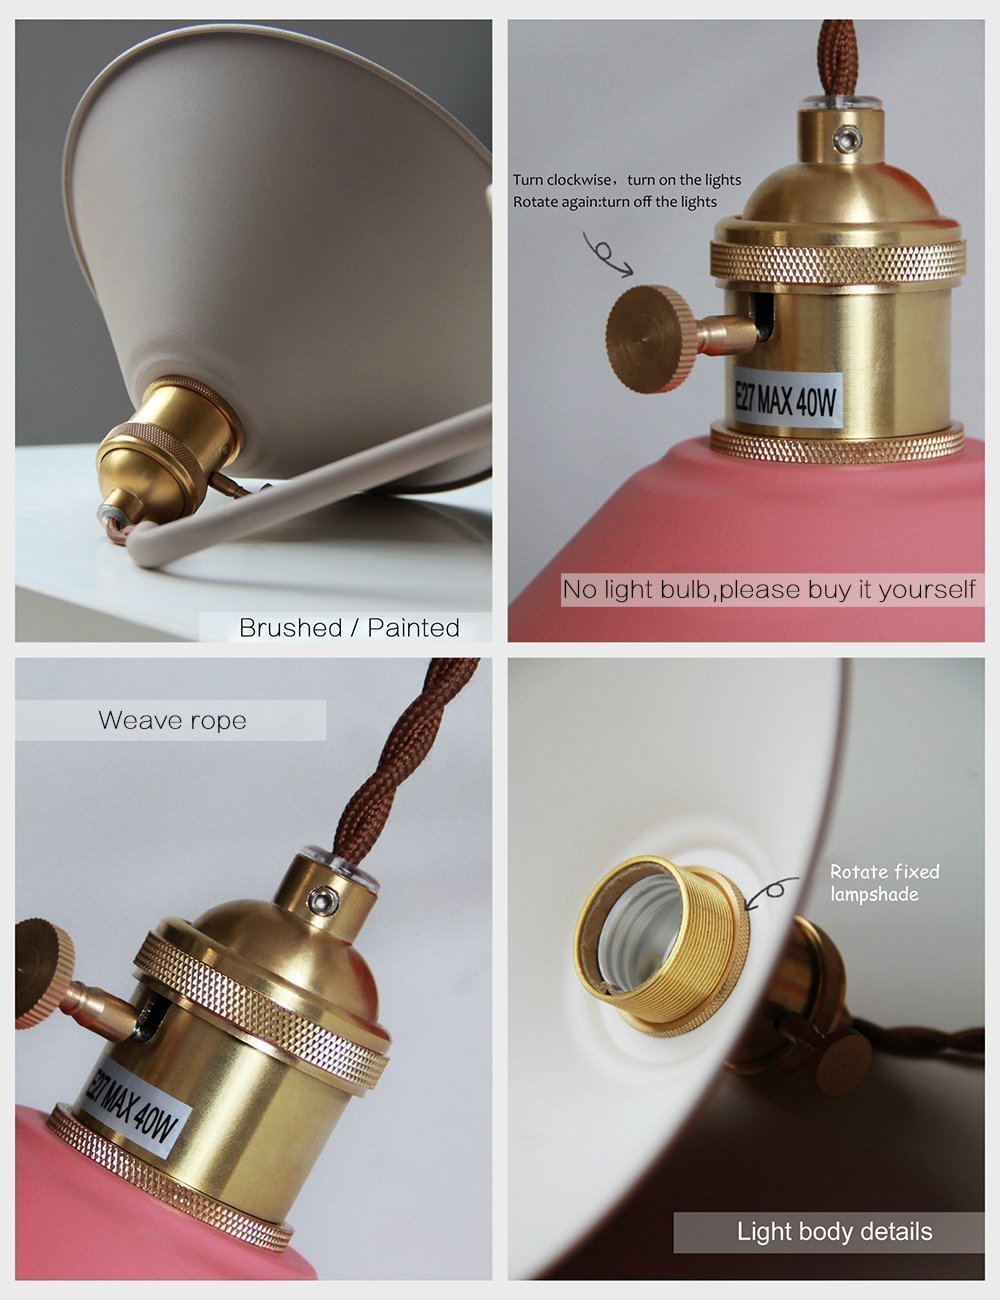 Brushed / Painted
Turn clockwise，turn on the lights
Rotate again:turn off the lights
E27 MAX 40W
No light bulb,please buy it yourself
Weave rope
E27 MAX 40W
Rotate fixed
lampshade
Light body details